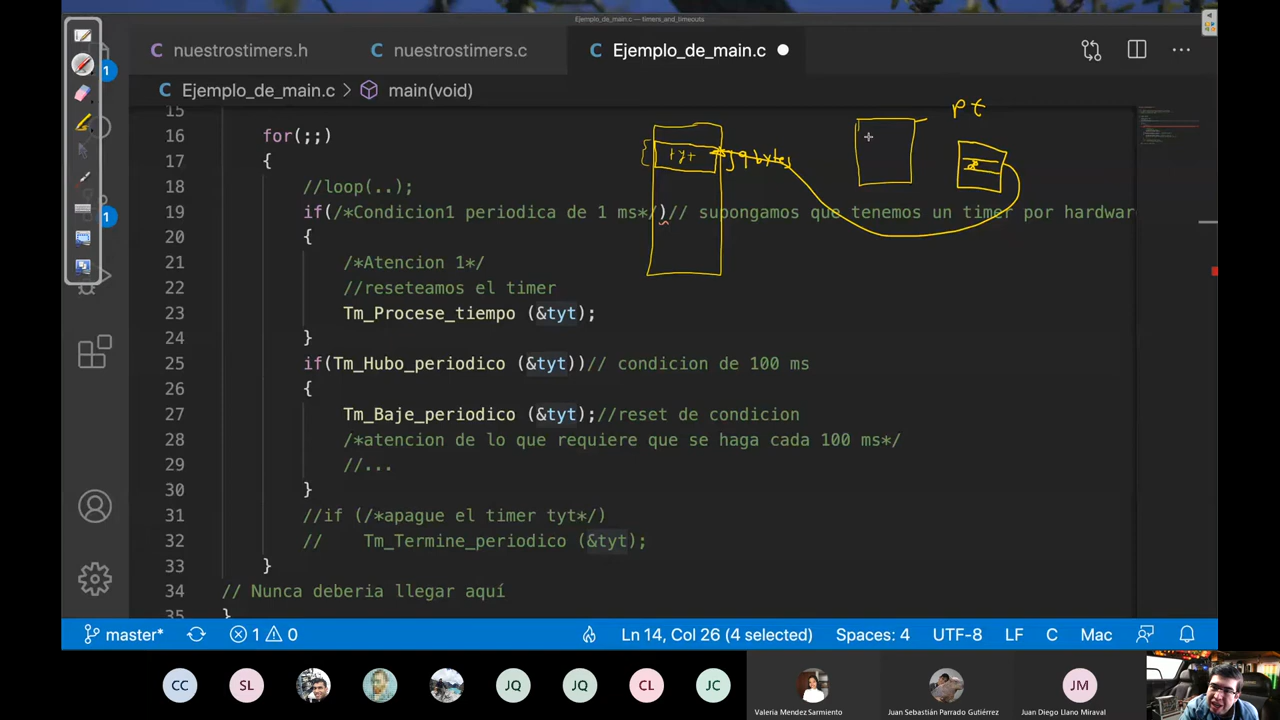 Ejemplo_de_main.c — timers_and_timeouts
nuestrostimers.h
nuestrostimers.c
Ejemplo_de_main.c
Ejemplo_de_main.c > main(void)
pt
15
16 for(;;)
17 {
tyt
18 //loop(..);
19 if(/*Condicion1 periodica de 1 ms*/)// supongamos que tenemos un timer por hardwar
20 {
21 /*Atencion 1*/
22 //reseteamos el timer
23 Tm_Procese_tiempo (&tyt);
24 }
25 if(Tm_Hubo_periodico (&tyt))// condicion de 100 ms
26 {
27 Tm_Baje_periodico (&tyt);//reset de condicion
28 /*atencion de lo que requiere que se haga cada 100 ms*/
29 //...
30 }
31 //if (/*apague el timer tyt*/)
32 // Tm_Termine_periodico (&tyt);
33 }
34 // Nunca deberia llegar aquí
35 }
1
1
master* 1 0 Ln 14, Col 26 (4 selected) Spaces: 4 UTF-8 LF C Mac
CC SL JQ JQ CL JC JM
Valeria Mendez Sarmiento
Juan Sebastián Parrado Gutiérrez
Juan Diego Llano Miraval